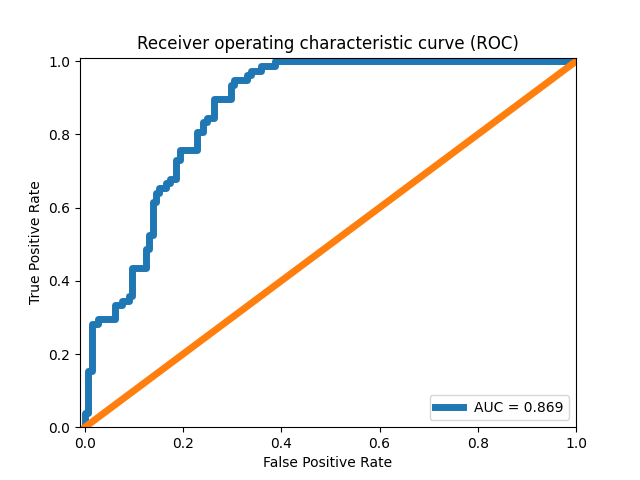 Receiver operating characteristic curve (ROC)
1.0
0.8
0.6
0.4
0.2
0.0
True Positive Rate
0.0 0.2 0.4 0.6 0.8 1.0
False Positive Rate
AUC = 0.869